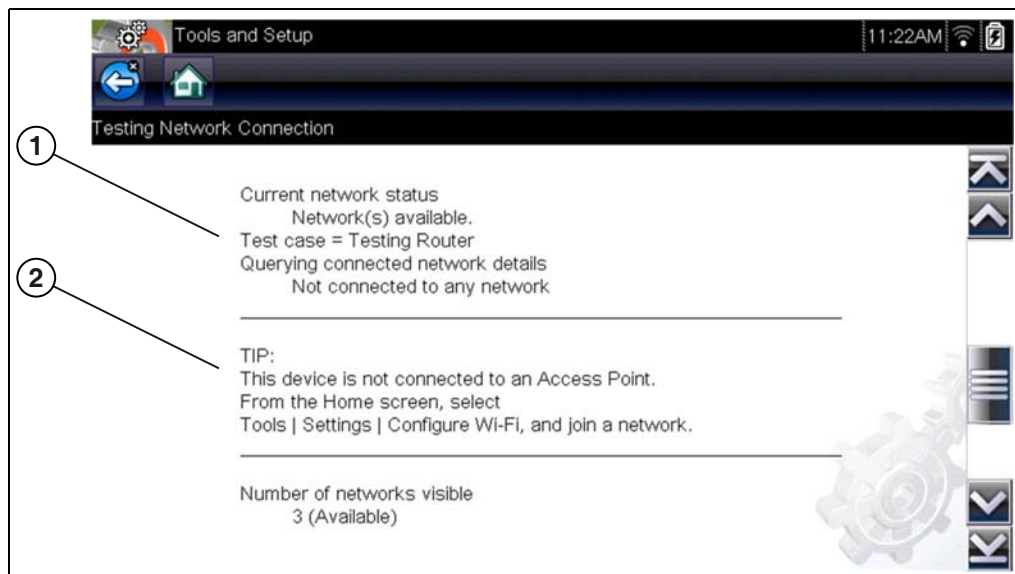 Tools and Setup
11:22AM
Testing Network Connection
1
Current network status
Network(s) available.
Test case = Testing Router
Querying connected network details
Not connected to any network
2
TIP:
This device is not connected to an Access Point.
From the Home screen, select
Tools | Settings | Configure Wi-Fi, and join a network.
Number of networks visible
3 (Available)